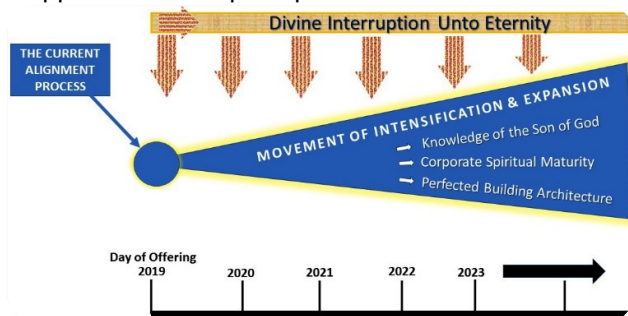 Divine Interruption Unto Eternity
THE CURRENT
ALIGNMENT
PROCESS
MOVEMENT OF INTENSIFICATION & EXPANSION
Knowledge of the Son of God
Corporate Spiritual Maturity
Perfected Building Architecture
Day of Offering
2019
2020
2021
2022
2023